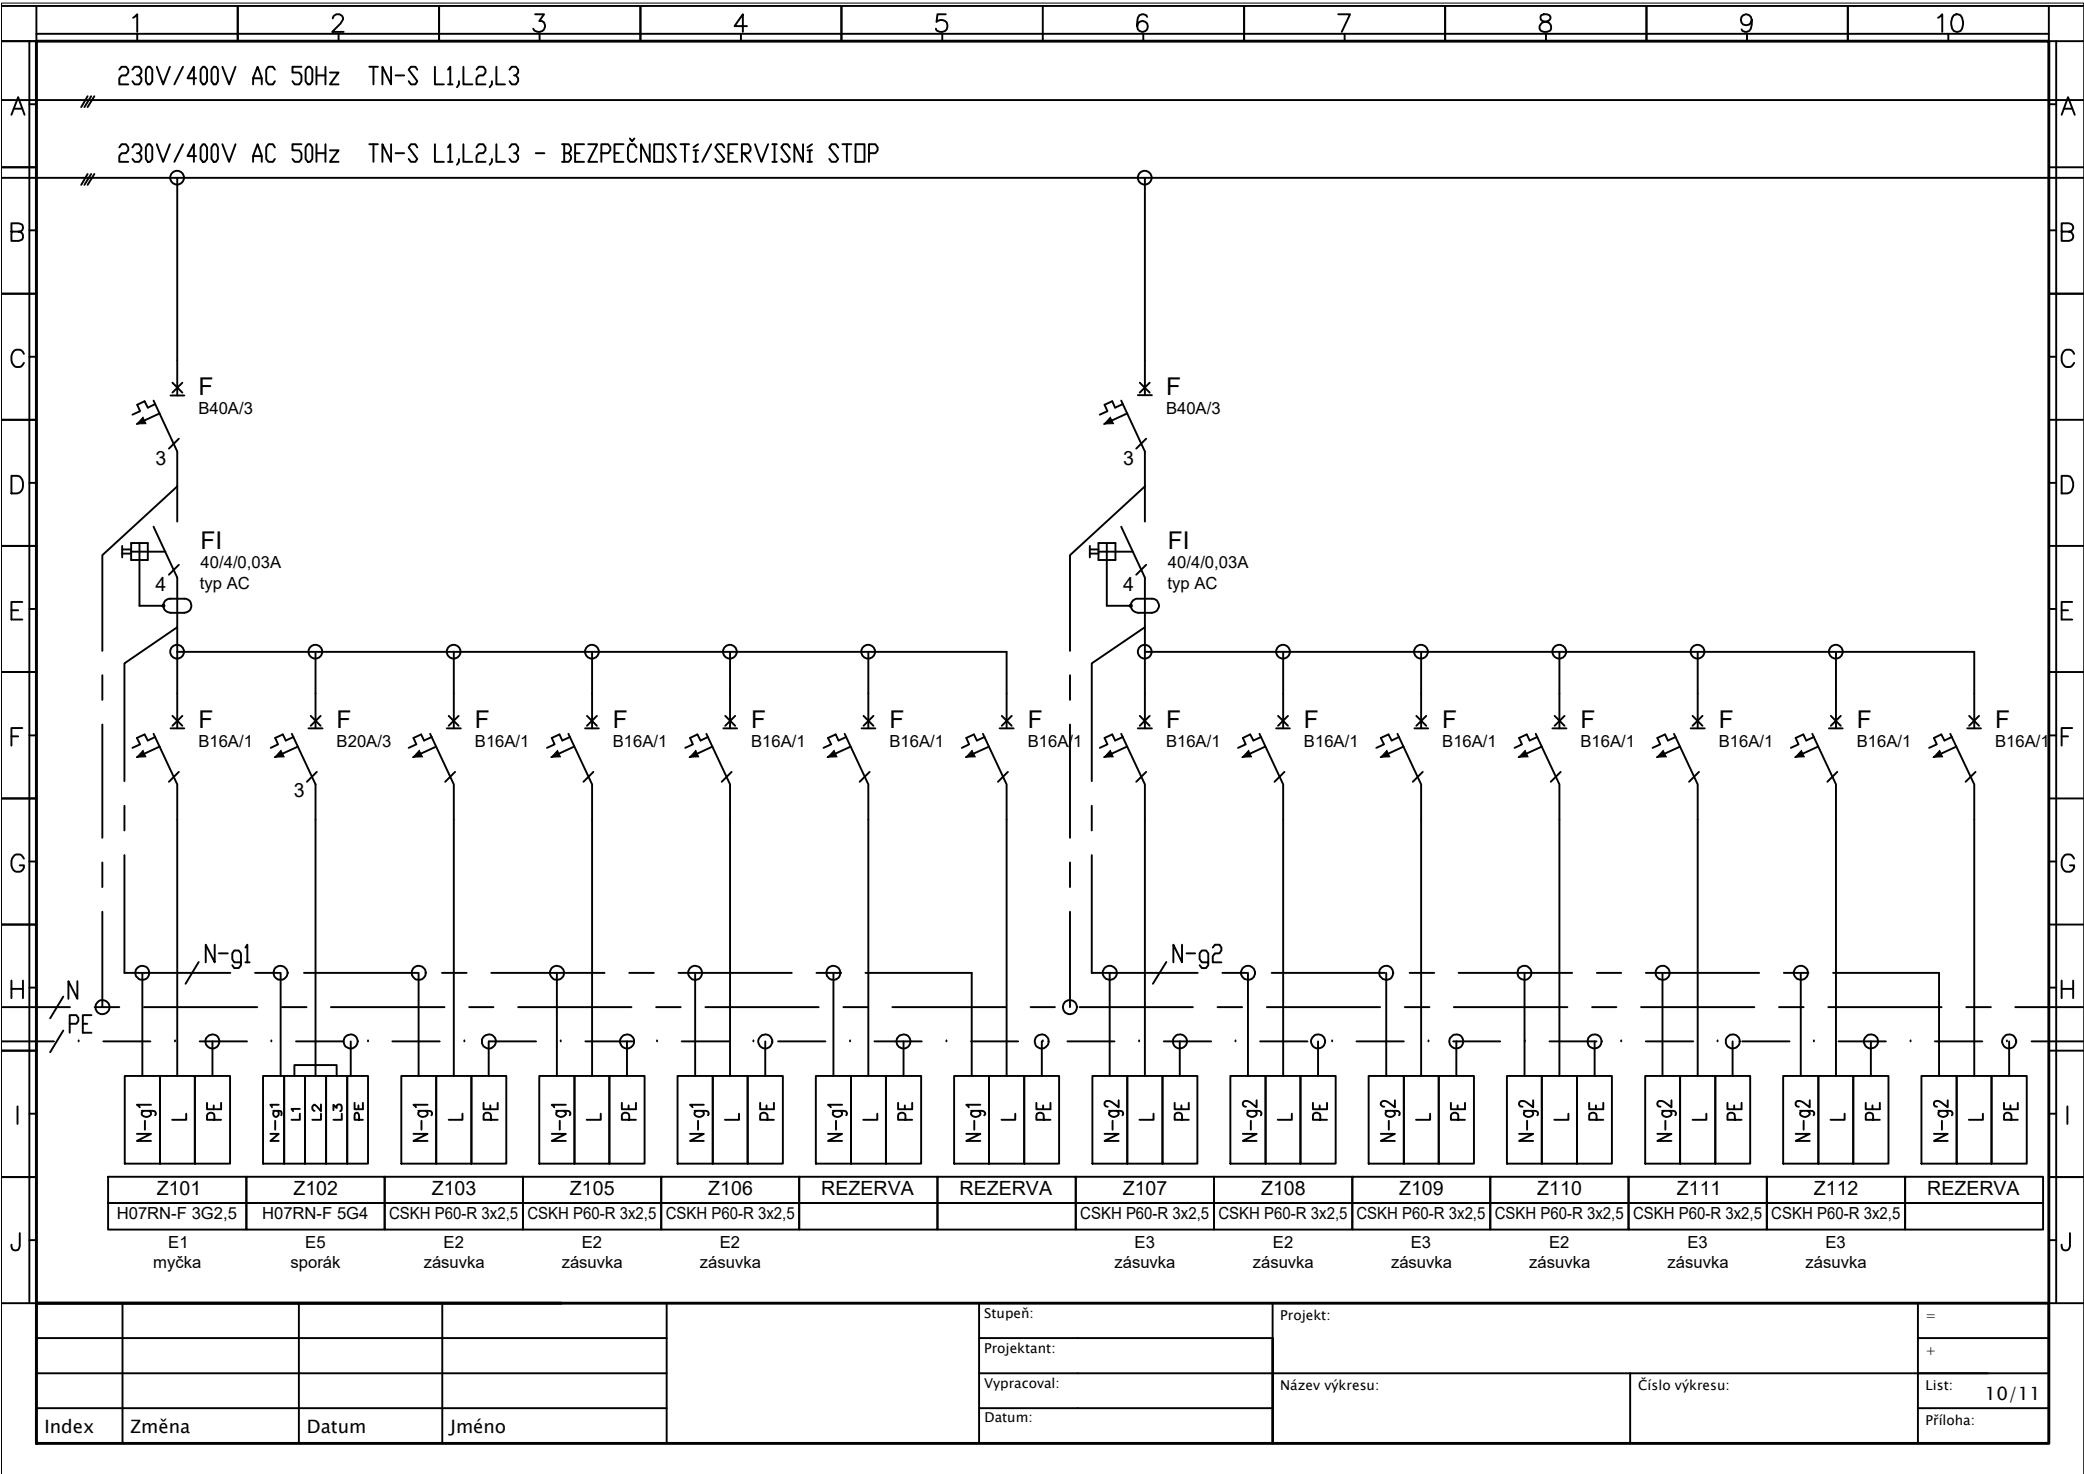 1 2 3 4 5 6 7 8 9 10
230V/400V AC 50Hz TN-S L1,L2,L3
A A
230V/400V AC 50Hz TN-S L1,L2,L3 - BEZPEČNOSTí/SERVISNí STOP
B B
C C
F F
B40A/3 B40A/3
3 3
D D
FI FI
40/4/0,03A 40/4/0,03A
4 typ AC 4 typ AC
E E
F F F F F F F F F F F F F F
F B16A/1 B20A/3 B16A/1 B16A/1 B16A/1 B16A/1 B16A/1 B16A/1 B16A/1 B16A/1 B16A/1 B16A/1 B16A/1 B16A/1 F
3
G G
N-g1 N-g2
H N H
PE
I N-g1 L PE N-g1 L1 L2 L3 PE N-g1 L PE N-g1 L PE N-g1 L PE N-g1 L PE N-g1 L PE N-g2 L PE N-g2 L PE N-g2 L PE N-g2 L PE N-g2 L PE N-g2 L PE N-g2 L PE I
Z101 Z102 Z103 Z105 Z106 REZERVA REZERVA Z107 Z108 Z109 Z110 Z111 Z112 REZERVA
H07RN-F 3G2,5 H07RN-F 5G4 CSKH P60-R 3x2,5 CSKH P60-R 3x2,5 CSKH P60-R 3x2,5 CSKH P60-R 3x2,5 CSKH P60-R 3x2,5 CSKH P60-R 3x2,5 CSKH P60-R 3x2,5 CSKH P60-R 3x2,5 CSKH P60-R 3x2,5
J E1 E5 E2 E2 E2 E3 E2 E3 E2 E3 E3 J
myčka sporák zásuvka zásuvka zásuvka zásuvka zásuvka zásuvka zásuvka zásuvka zásuvka
Stupeň: Projekt: =
Projektant: +
Vypracoval: Název výkresu: Číslo výkresu: List: 10/11
Index Změna Datum Jméno Datum: Příloha: